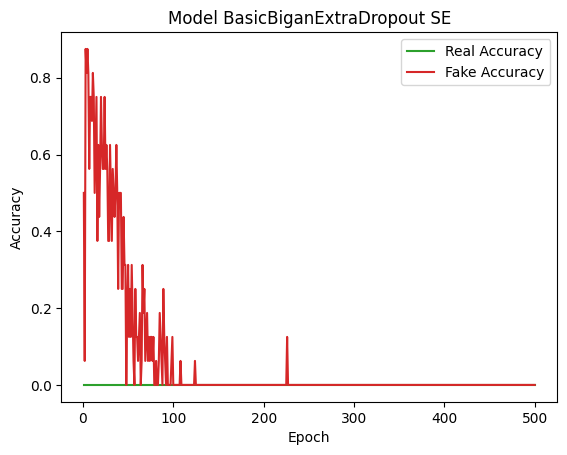 Model BasicBiganExtraDropout SE
Real Accuracy
Fake Accuracy
Accuracy
0.8
0.6
0.4
0.2
0.0
0
100
200
300
400
500
Epoch